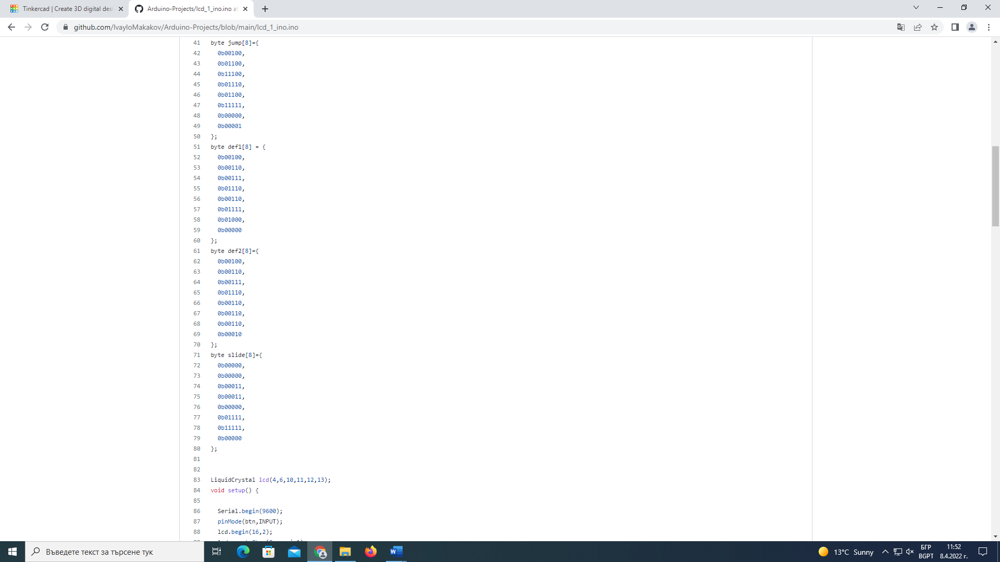 Tinkercad | Create 3D digital des
Arduino-Projects/lcd_1_ino.ino at
github.com/IvayloMakakov/Arduino-Projects/blob/main/lcd_1_ino.ino
41 byte jump[8]={
42 0b00100,
43 0b01100,
44 0b11100,
45 0b01110,
46 0b01100,
47 0b11111,
48 0b00000,
49 0b00001
50 };
51 byte def1[8] = {
52 0b00100,
53 0b00110,
54 0b00111,
55 0b01110,
56 0b00110,
57 0b01111,
58 0b01000,
59 0b00000
60 };
61 byte def2[8]={
62 0b00100,
63 0b00110,
64 0b00111,
65 0b01110,
66 0b00110,
67 0b00110,
68 0b00110,
69 0b00010
70 };
71 byte slide[8]={
72 0b00000,
73 0b00000,
74 0b00011,
75 0b00011,
76 0b00000,
77 0b01111,
78 0b11111,
79 0b00000
80 };
81
82
83 LiquidCrystal lcd(4,6,10,11,12,13);
84 void setup() {
85
86 Serial.begin(9600);
87 pinMode(btn,INPUT);
88 lcd.begin(16,2);
Въведете текст за търсене тук
13°C Sunny
БГР
BGPT
11:52
8.4.2022 г.